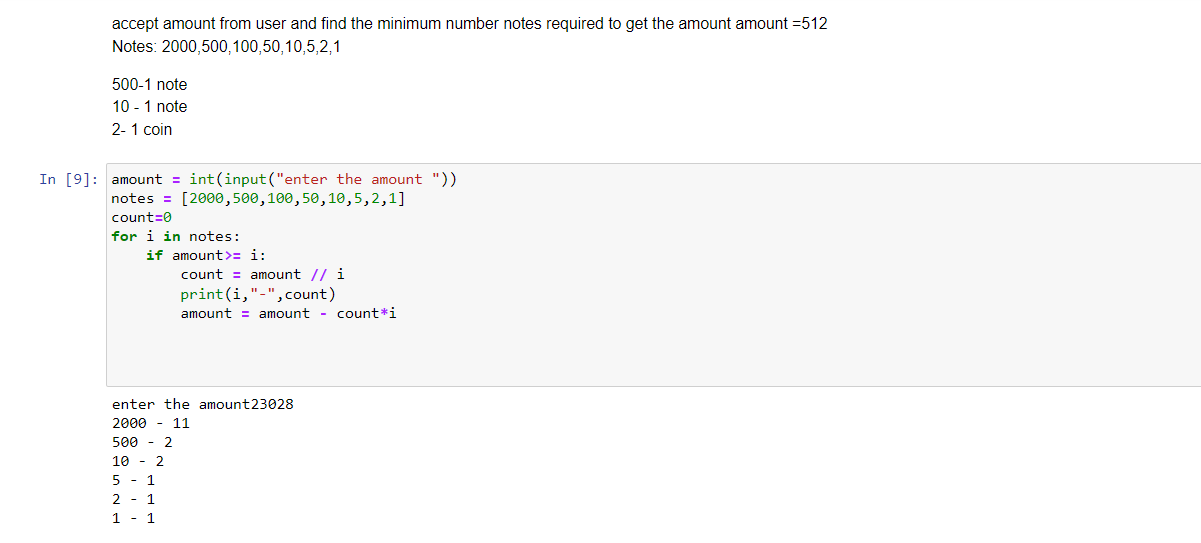 accept amount from user and find the minimum number notes required to get the amount amount =512
Notes: 2000,500,100,50,10,5,2,1
500-1 note
10 - 1 note
2- 1 coin
In [9]: amount = int(input("enter the amount "))
notes = [2000,500,100,50,10,5,2,1]
count=0
for i in notes:
    if amount>= i:
        count = amount // i
        print(i,"-",count)
        amount = amount - count*i
enter the amount23028
2000 - 11
500 - 2
10 - 2
5 - 1
2 - 1
1 - 1